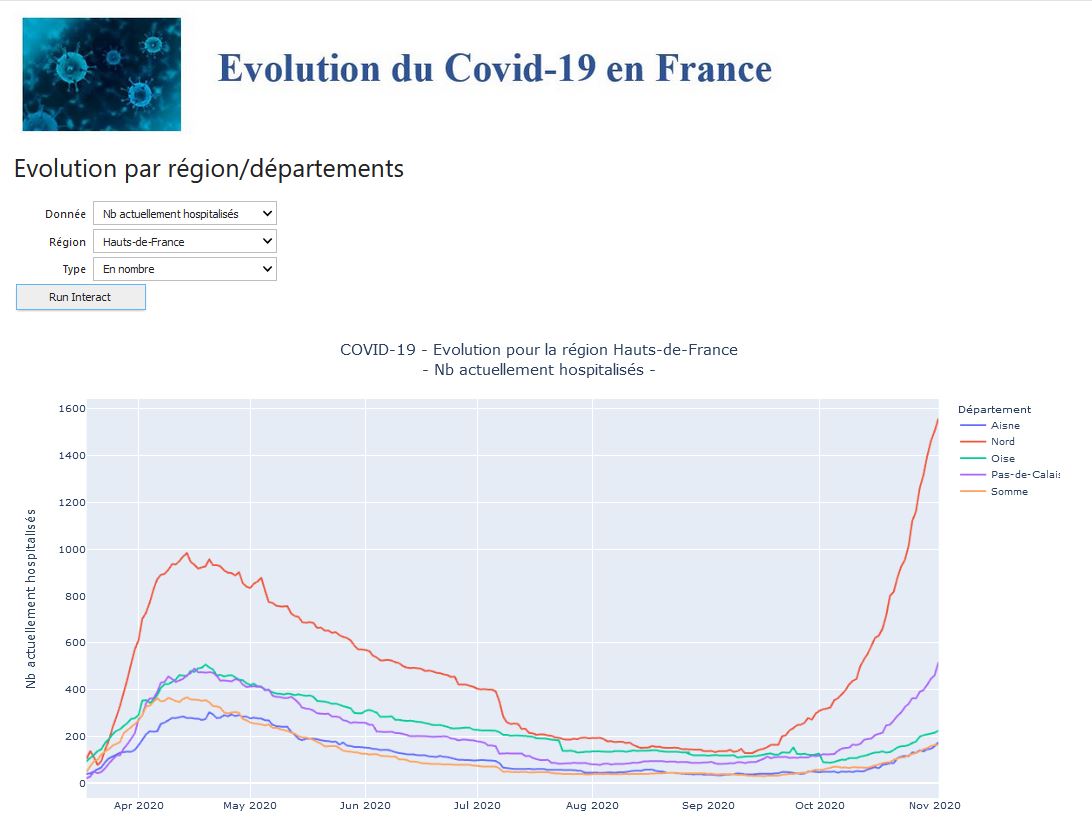 Evolution du Covid-19 en France
Evolution par région/départements
Donnée Nb actuellement hospitalisés
Région Hauts-de-France
Type En nombre
Run Interact
COVID-19 - Evolution pour la région Hauts-de-France
- Nb actuellement hospitalisés -
Nb actuellement hospitalisés
1600
1400
1200
1000
800
600
400
200
0
Apr 2020 May 2020 Jun 2020 Jul 2020 Aug 2020 Sep 2020 Oct 2020 Nov 2020
Département
Aisne
Nord
Oise
Pas-de-Calais
Somme